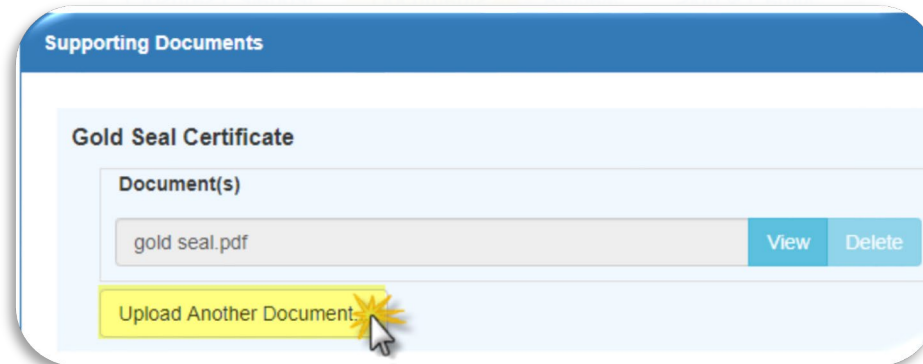 Supporting Documents
Gold Seal Certificate
Document(s)
gold seal.pdf View Delete
Upload Another Document